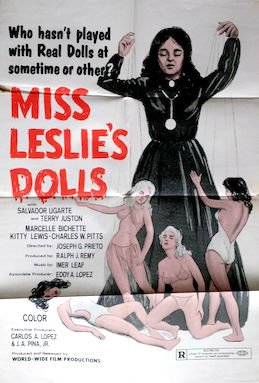 Who hasn't played
with Real Dolls at
sometime or other?
MISS
LESLIE'S
DOLLS
with
SALVADOR UGARTE
and TERRY JUSTON
MARCELLE BICHETTE
KITTY LEWIS-CHARLES W. PITTS
Directed by: JOSEPH G. PRIETO
Produced by: RALPH J. REMY
Music by: IMER LEAF
Associate Producer: EDDY A. LOPEZ
COLOR
Executive Producers
CARLOS A. LOPEZ
& J.A. PINA, JR.
Produced and Released by
WORLD-WIDE FILM PRODUCTIONS
R
RESTRICTED